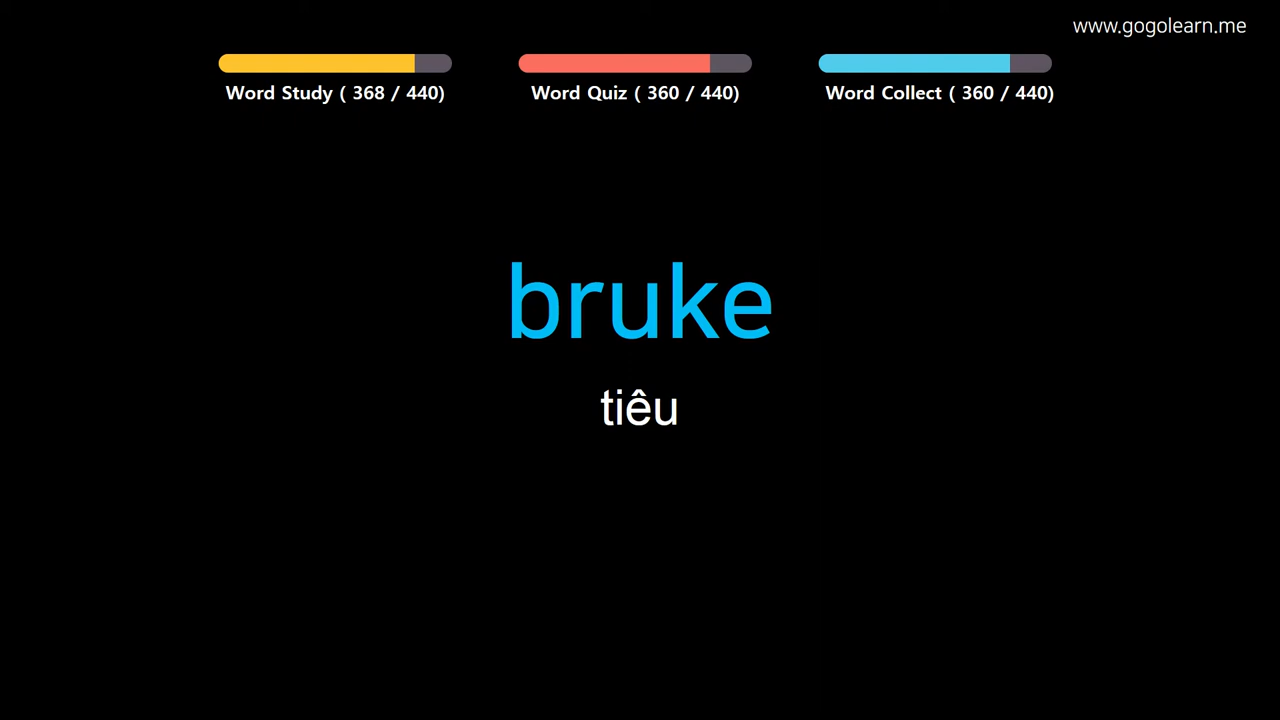 www.gogolearn.me
Word Study ( 368 / 440)
Word Quiz ( 360 / 440)
Word Collect ( 360 / 440)
bruke
tiêu